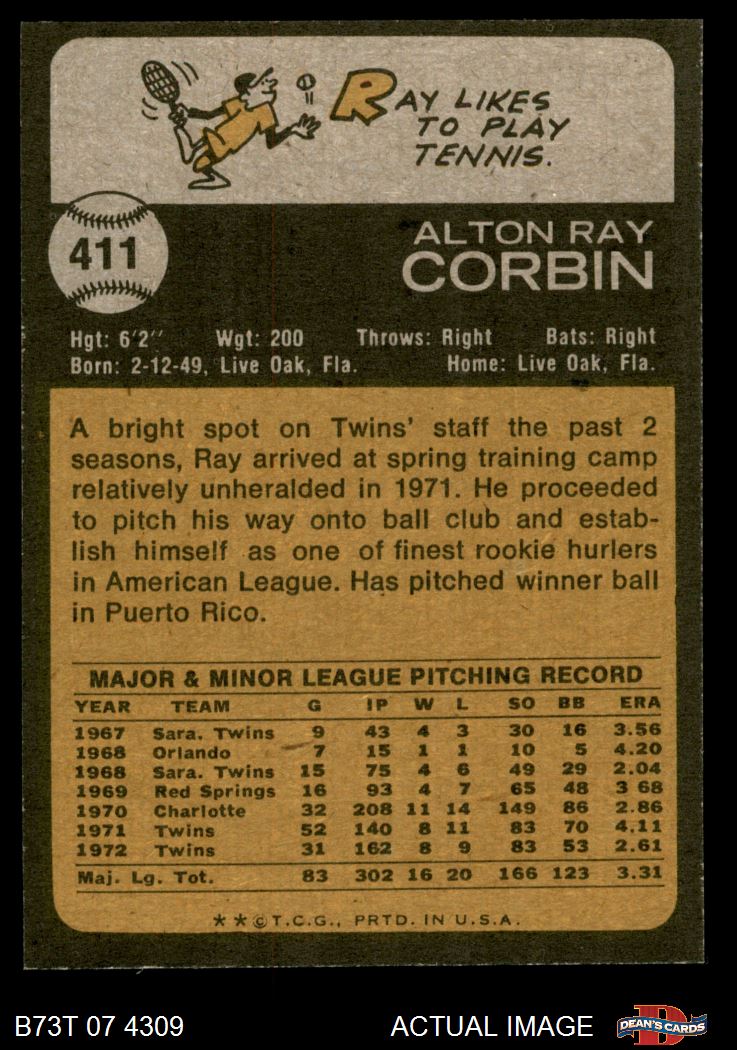 RAY LIKES
TO PLAY
TENNIS.
411
ALTON RAY
CORBIN
Hgt: 6'2" Wgt: 200 Throws: Right Bats: Right
Born: 2-12-49, Live Oak, Fla. Home: Live Oak, Fla.
A bright spot on Twins' staff the past 2
seasons, Ray arrived at spring training camp
relatively unheralded in 1971. He proceeded
to pitch his way onto ball club and estab-
lish himself as one of finest rookie hurlers
in American League. Has pitched winner ball
in Puerto Rico.
MAJOR & MINOR LEAGUE PITCHING RECORD
YEAR TEAM G IP W L SO BB ERA
1967 Sara. Twins 9 43 4 3 30 16 3.56
1968 Orlando 7 15 1 1 10 5 4.20
1968 Sara. Twins 15 75 4 6 49 29 2.04
1969 Red Springs 16 93 4 7 65 48 3 68
1970 Charlotte 32 208 11 14 149 86 2.86
1971 Twins 52 140 8 11 83 70 4.11
1972 Twins 31 162 8 9 83 53 2.61
Maj. Lg. Tot. 83 302 16 20 166 123 3.31
**©T.C.G., PRTD. IN U.S.A.
B73T 07 4309 ACTUAL IMAGE D DEAN'S CARDS